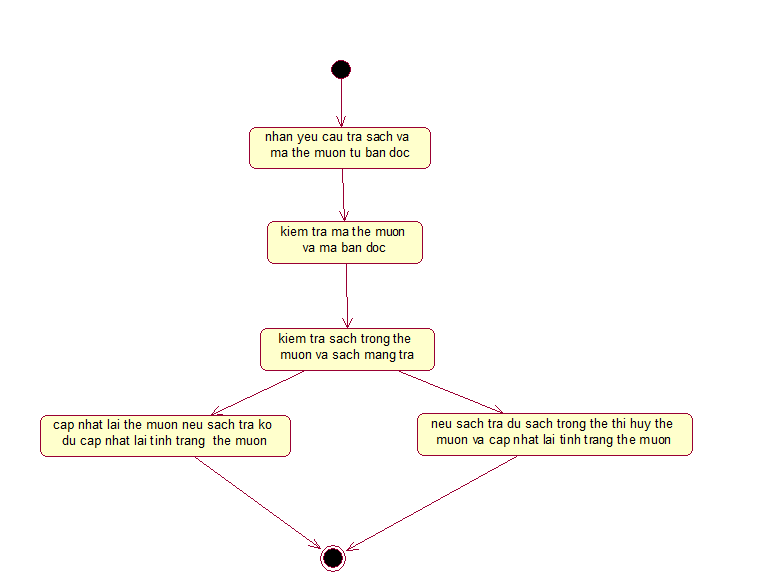 nhan yeu cau tra sach va
ma the muon tu ban doc
kiem tra ma the muon
va ma ban doc
kiem tra sach trong the
muon va sach mang tra
cap nhat lai the muon neu sach tra ko
du cap nhat lai tinh trang the muon
neu sach tra du sach trong the thi huy the
muon va cap nhat lai tinh trang the muon